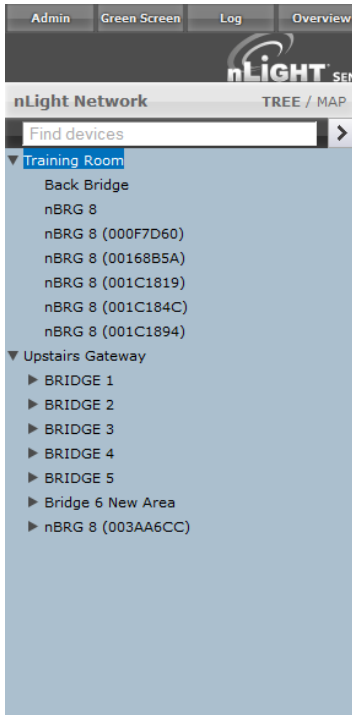 Admin Green Screen Log Overview
nLIGHT SEN
nLight Network TREE / MAP
Find devices
Training Room
Back Bridge
nBRG 8
nBRG 8 (000F7D60)
nBRG 8 (00168B5A)
nBRG 8 (001C1819)
nBRG 8 (001C184C)
nBRG 8 (001C1894)
Upstairs Gateway
BRIDGE 1
BRIDGE 2
BRIDGE 3
BRIDGE 4
BRIDGE 5
Bridge 6 New Area
nBRG 8 (003AA6CC)